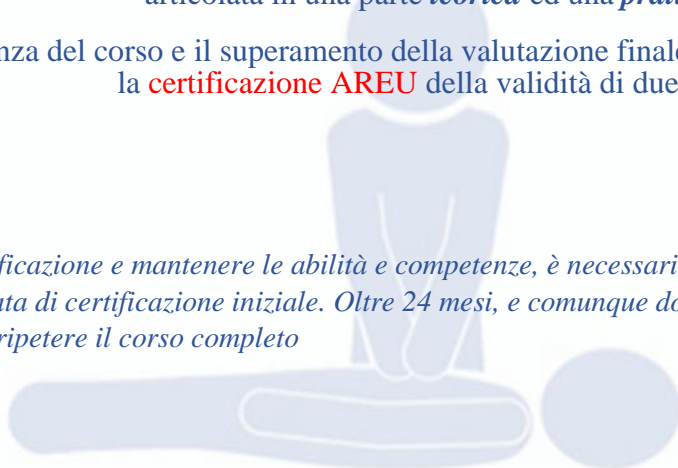 articolata in una parte teorica ed una
nza del corso e il superamento della valutazione finale
la certificazione AREU della validità di due
ficazione e mantenere le abilità e competenze, è necessari
ata di certificazione iniziale. Oltre 24 mesi, e comunque do
ripetere il corso completo